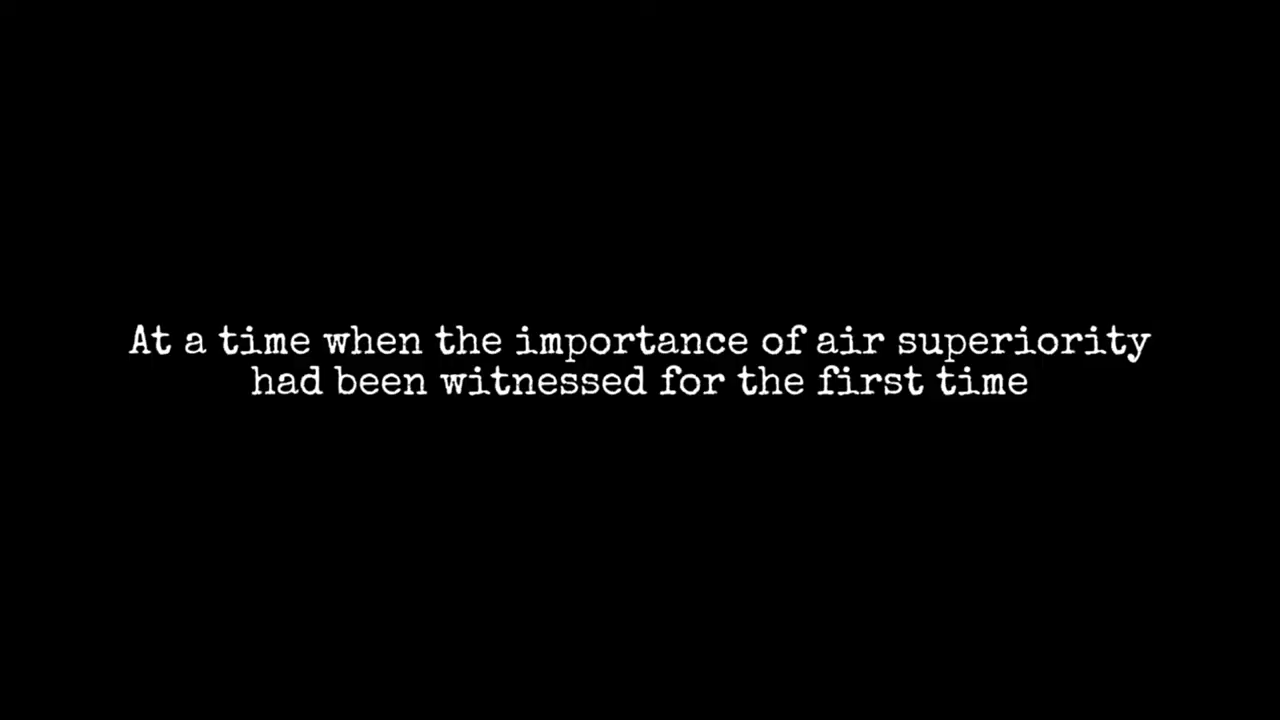 At a time when the importance of air superiority
had been witnessed for the first time